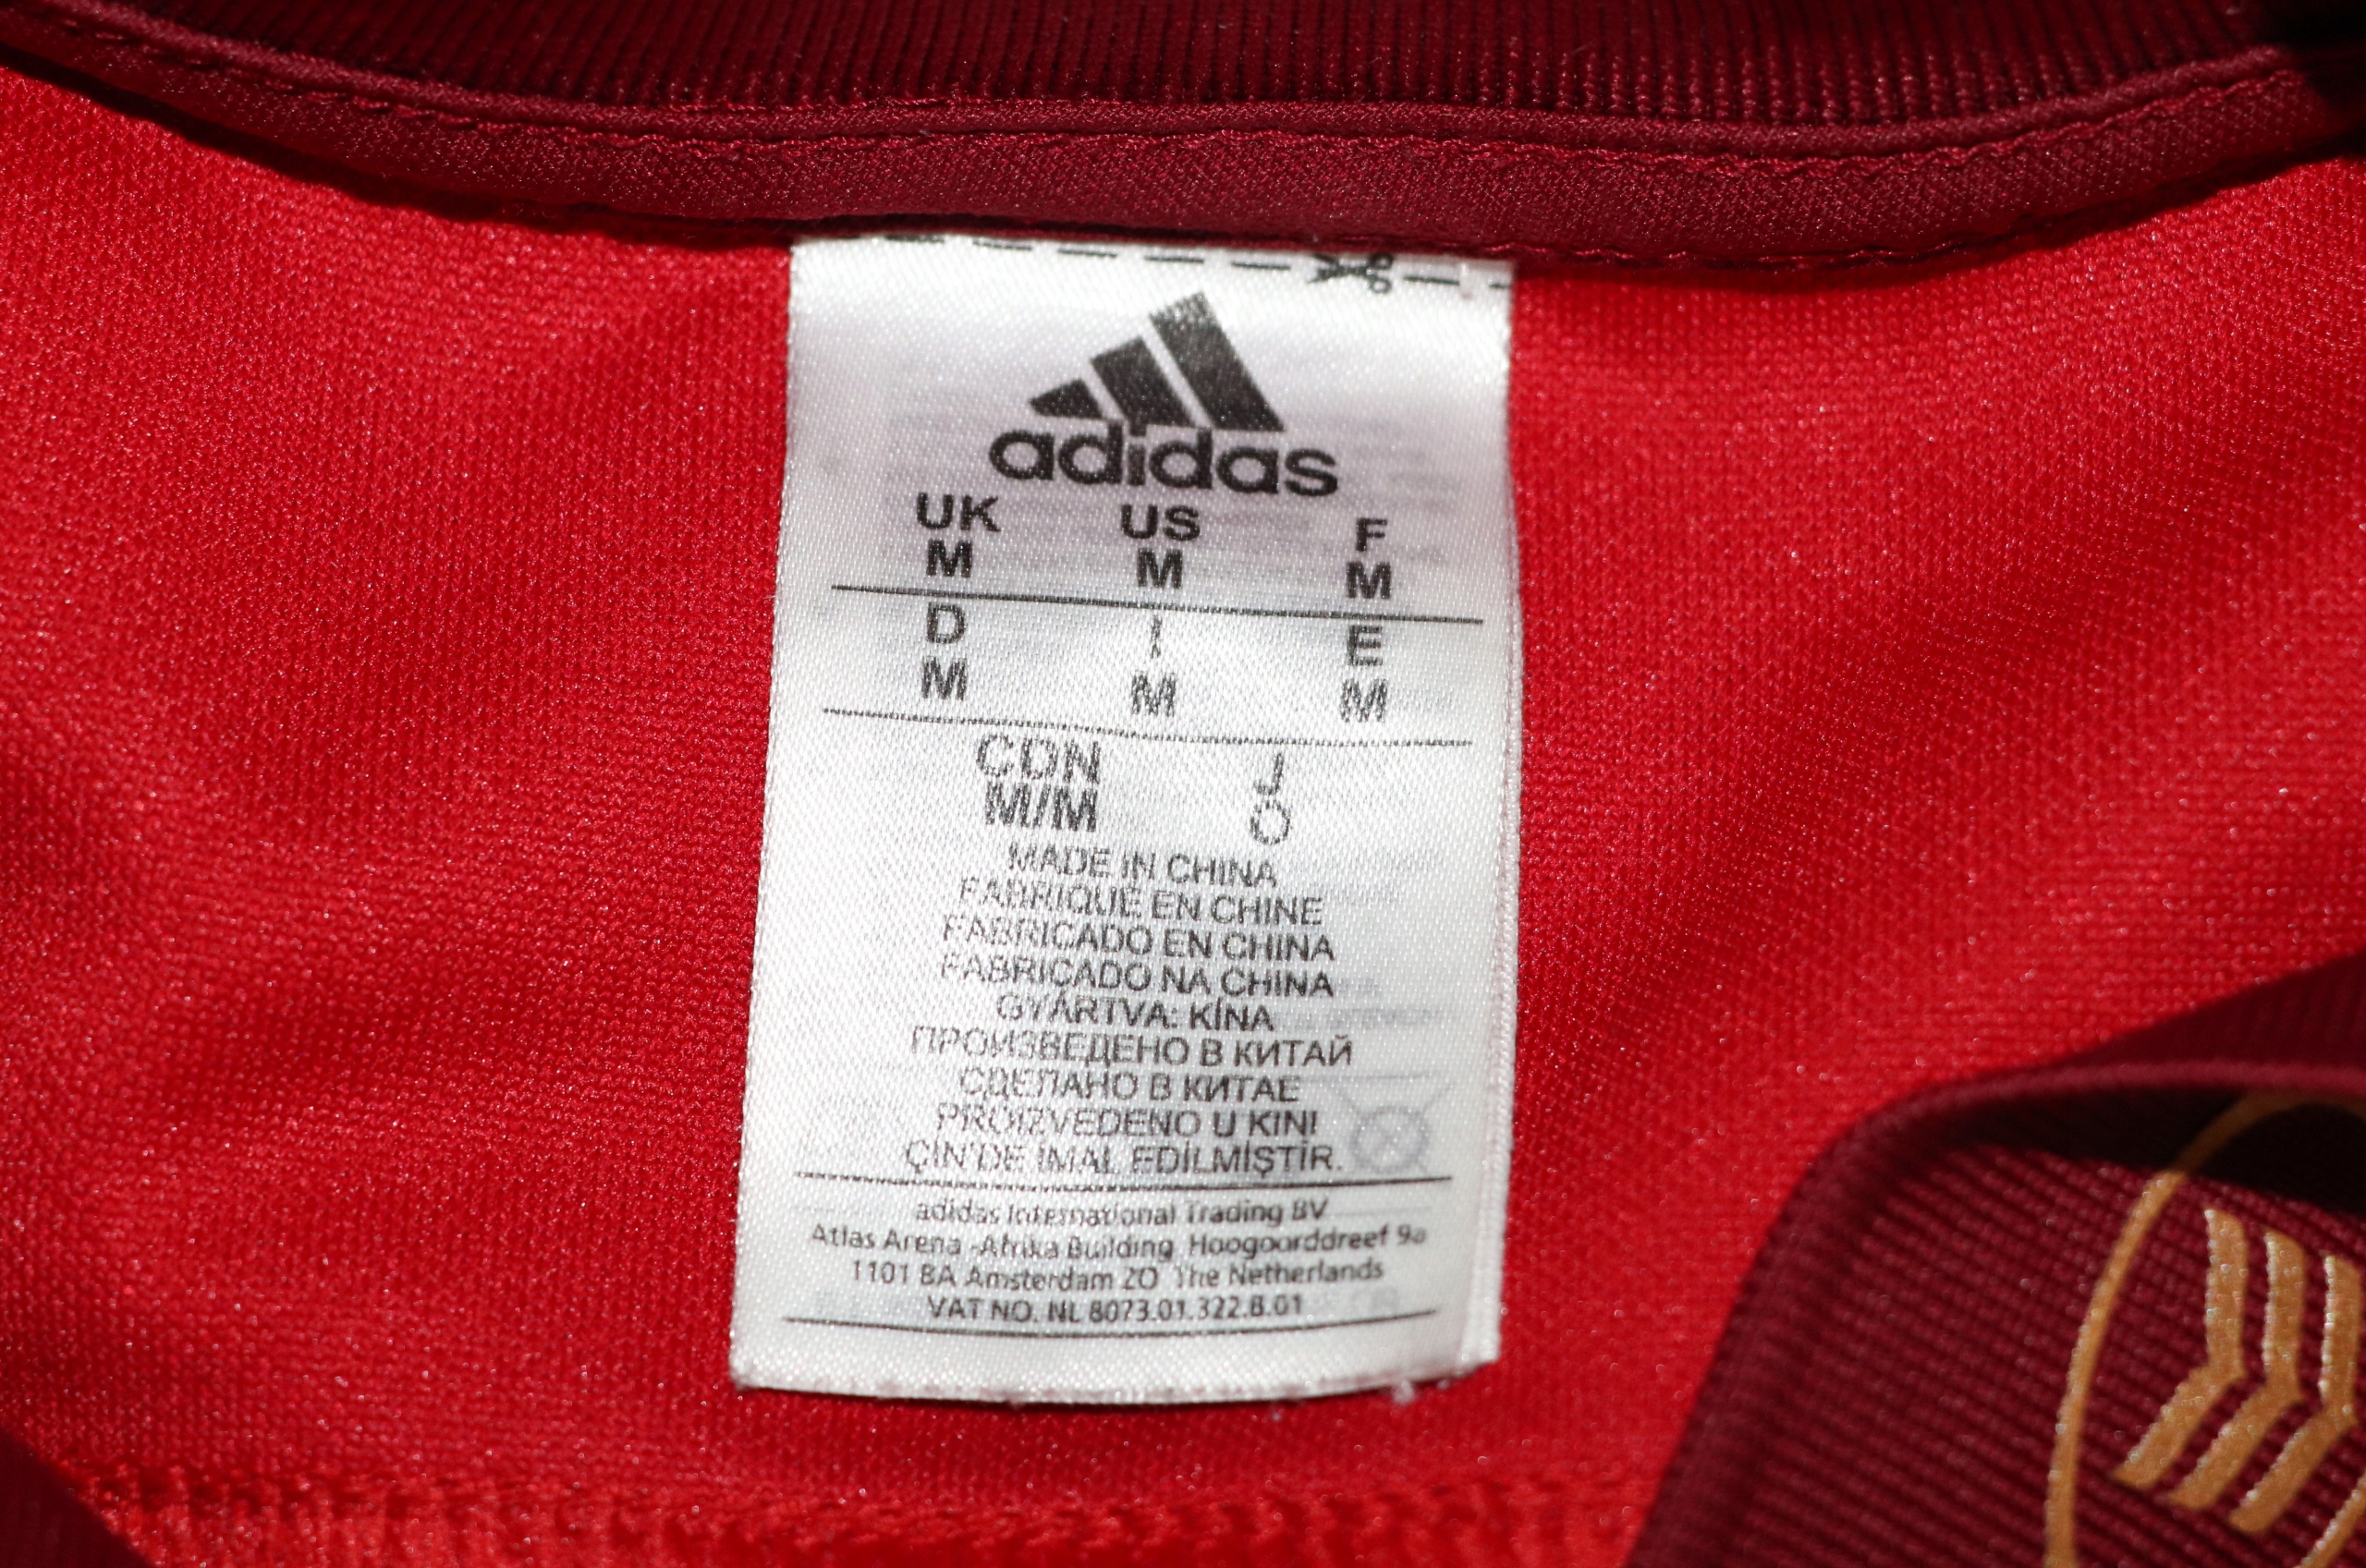 adidas
UK US F
M M M
D I E
M M M
CDN J
M/M O
MADE IN CHINA
FABRIQUÉ EN CHINE
FABRICADO EN CHINA
FABRICADO NA CHINA
GYÁRTVA: KÍNA
ПРОИЗВЕДЕНО В КИТАЙ
СДЕЛАНО В КИТАЕ
PROIZVEDENO U KINI
ÇİN'DE IMAL EDİLMİŞTİR.
adidas International Trading BV
Atlas Arena -Afrika Building, Hoogoorddreef 9a
1101 BA Amsterdam ZO The Netherlands
VAT NO. NL 8073.01.322.B.01